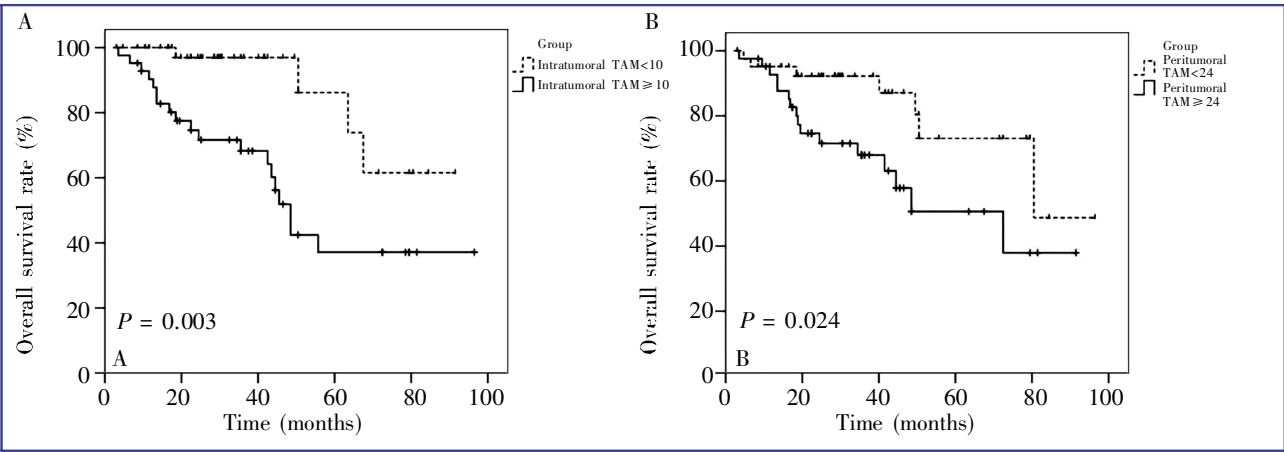 A
100
80
60
40
20
0
Overall survival rate (%)
Group
Intratumoral TAM<10
Intratumoral TAM≥10
P = 0.003
A
0 20 40 60 80 100
Time (months)
B
100
80
60
40
20
0
Overall survival rate (%)
Group
Peritumoral
TAM<24
Peritumoral
TAM≥24
P = 0.024
B
0 20 40 60 80 100
Time (months)